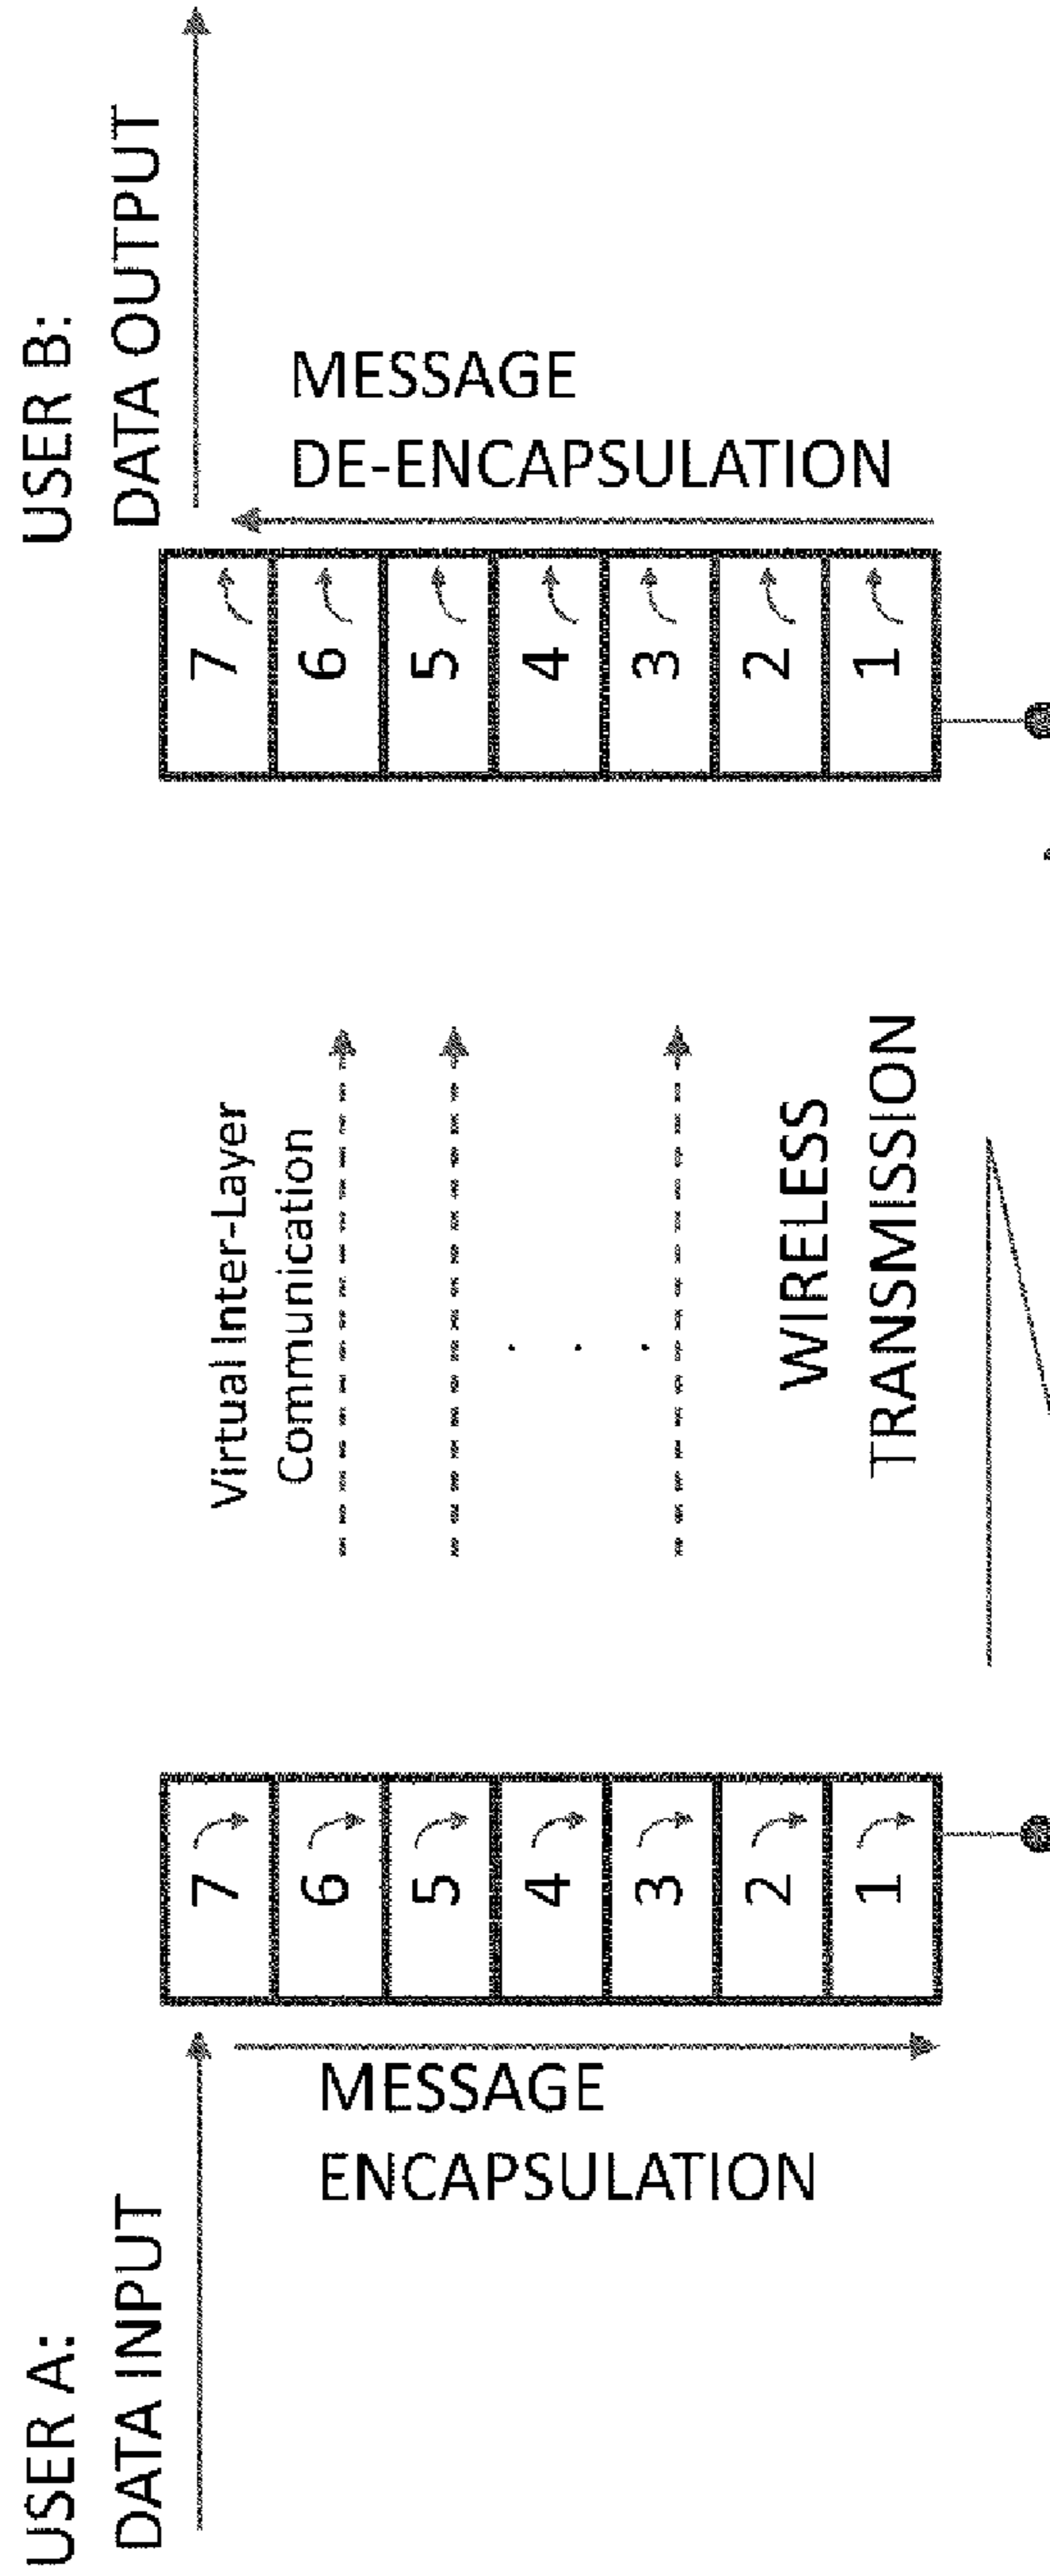 USER A:
DATA INPUT
MESSAGE
ENCAPSULATION
7
6
5
4
3
2
1
Virtual Inter-Layer
Communication
. . .
WIRELESS
TRANSMISSION
USER B:
DATA OUTPUT
7
6
5
4
3
2
1
MESSAGE
DE-ENCAPSULATION